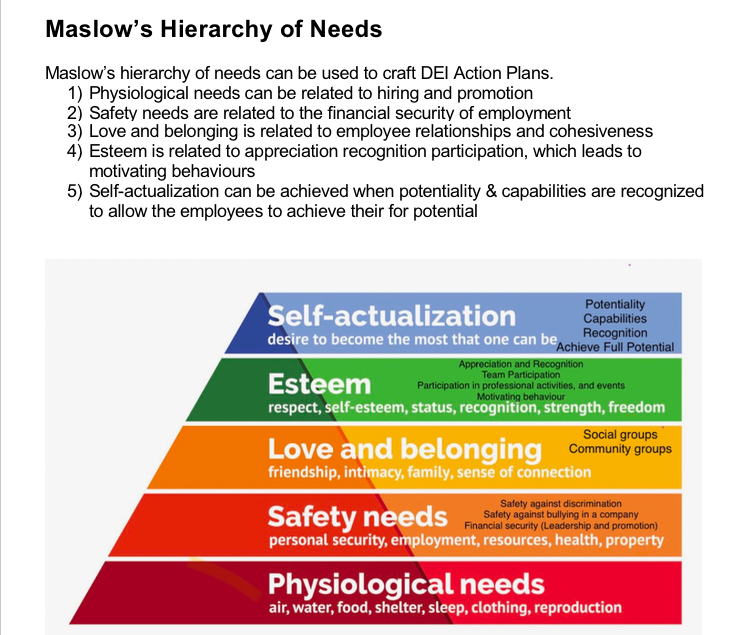 Maslow’s Hierarchy of Needs
Maslow’s hierarchy of needs can be used to craft DEI Action Plans.
1) Physiological needs can be related to hiring and promotion
2) Safety needs are related to the financial security of employment
3) Love and belonging is related to employee relationships and cohesiveness
4) Esteem is related to appreciation recognition participation, which leads to
motivating behaviours
5) Self-actualization can be achieved when potentiality & capabilities are recognized
to allow the employees to achieve their for potential
Self-actualization
desire to become the most that one can be
Potentiality
Capabilities
Recognition
Achieve Full Potential
Esteem
Appreciation and Recognition
Team Participation
Participation in professional activities, and events
Motivating behaviour
respect, self-esteem, status, recognition, strength, freedom
Love and belonging
Social groups
Community groups
friendship, intimacy, family, sense of connection
Safety needs
Safety against discrimination
Safety against bullying in a company
Financial security (Leadership and promotion)
personal security, employment, resources, health, property
Physiological needs
air, water, food, shelter, sleep, clothing, reproduction